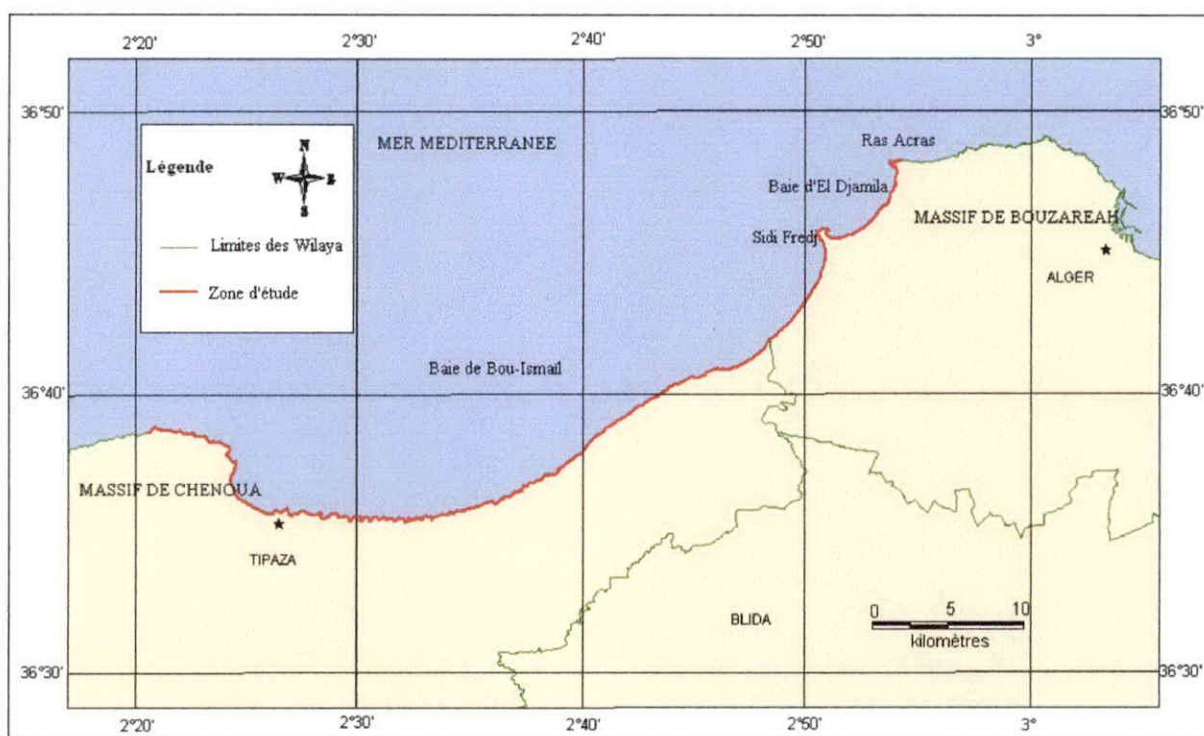 2°20' 2°30' 2°40' 2°50' 3°
36°50' 36°50'
MER MEDITERRANEE
Ras Acras
Légende
N
W E
S
Baie d'El Djamila
MASSIF DE BOUZAREAH
Sidi Fredj
Limites des Wilaya
ALGER
Zone d'étude
Baie de Bou-Ismail
36°40' 36°40'
MASSIF DE CHENOUA
TIPAZA
0 5 10
kilomètres
BLIDA
36°30' 36°30'
2°20' 2°30' 2°40' 2°50' 3°